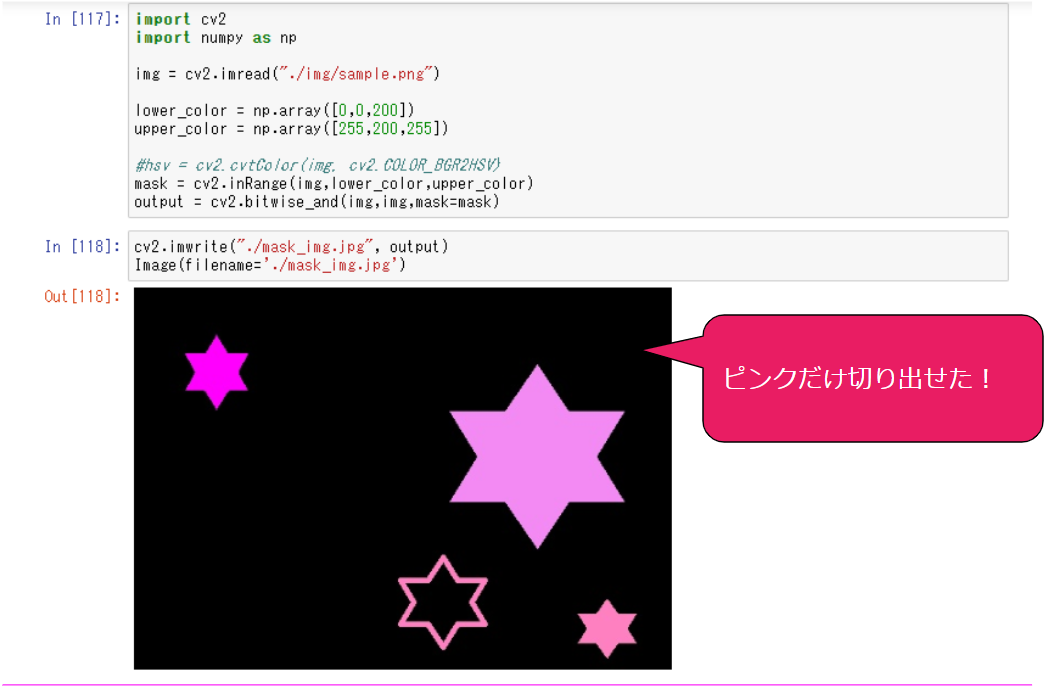 In [117]:
import cv2
import numpy as np
img = cv2.imread("./img/sample.png")
lower_color = np.array([0,0,200])
upper_color = np.array([255,200,255])
#hsv = cv2.cvtColor(img, cv2.COLOR_BGR2HSV)
mask = cv2.inRange(img,lower_color,upper_color)
output = cv2.bitwise_and(img,img,mask=mask)
In [118]:
cv2.imwrite("./mask_img.jpg", output)
Image(filename='./mask_img.jpg')
Out[118]:
ピンクだけ切り出せた！